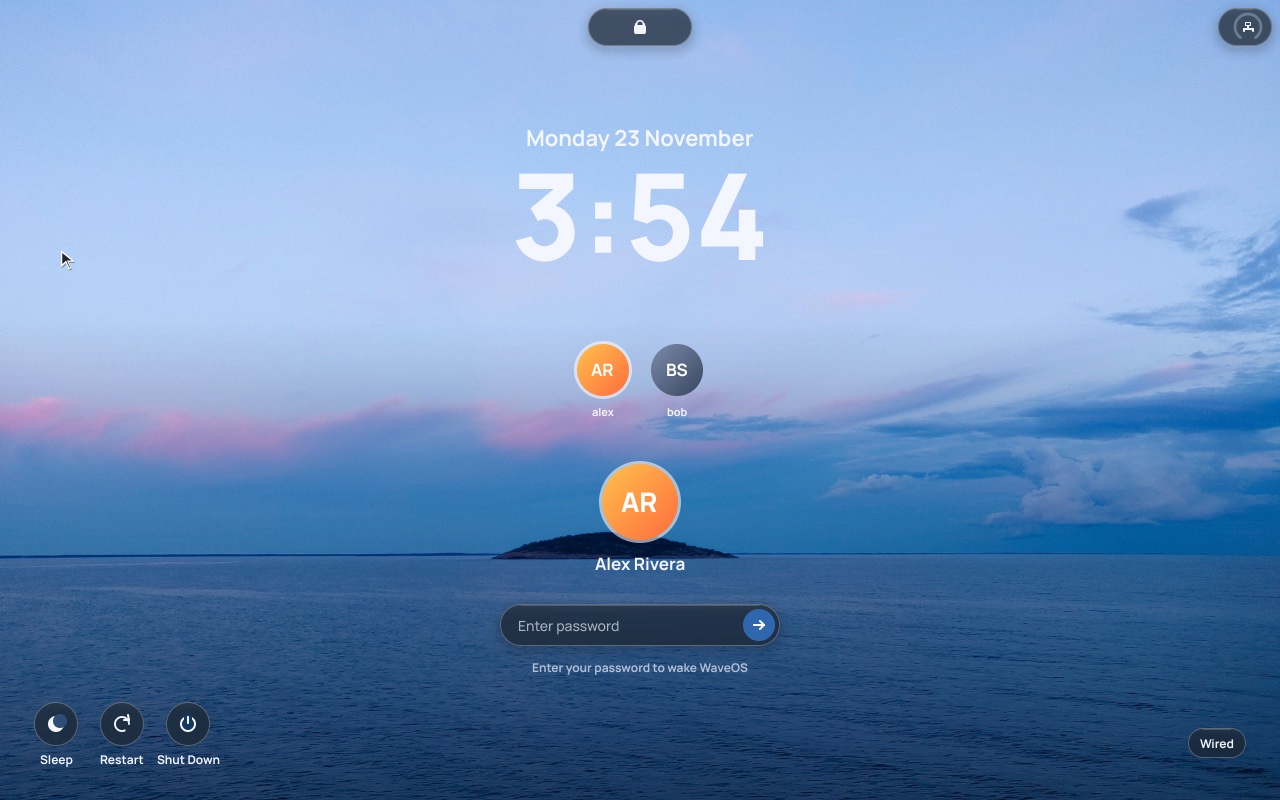 Monday 23 November
3:54
AR
BS
alex
bob
AR
Alex Rivera
Enter password
Enter your password to wake WaveOS
Sleep
Restart
Shut Down
Wired